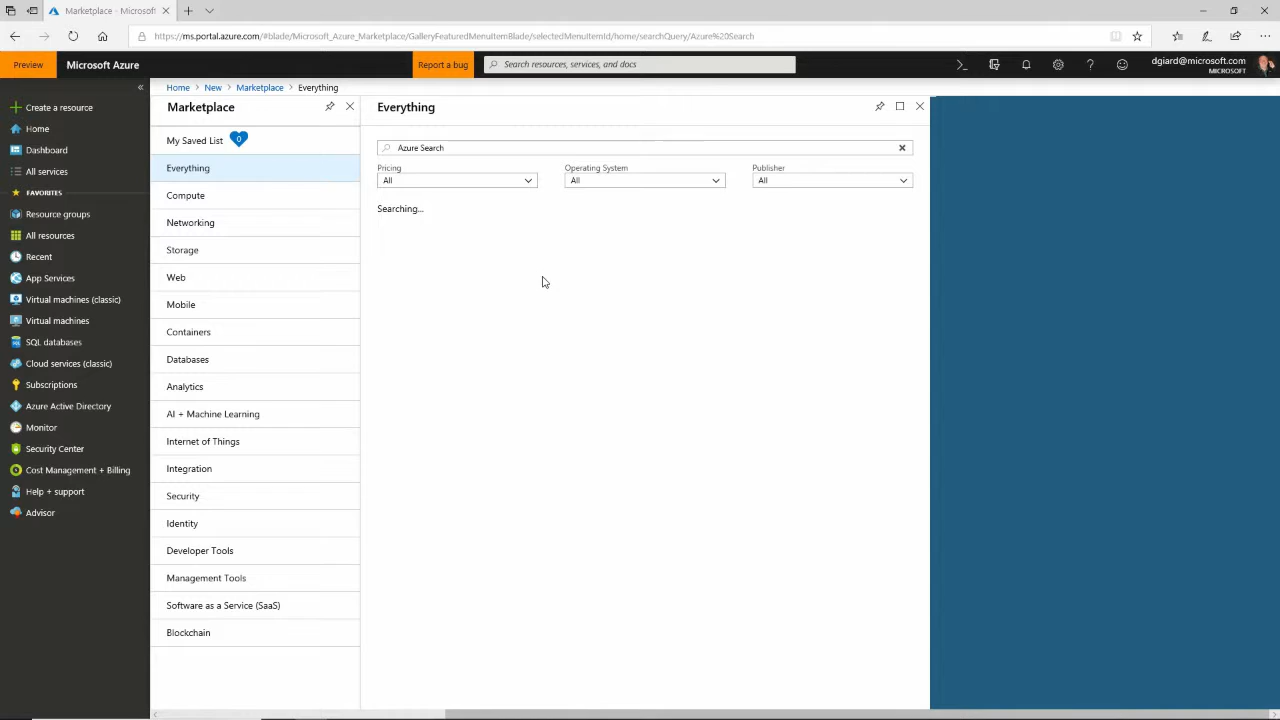 Marketplace - Microsoft
https://ms.portal.azure.com/#blade/Microsoft_Azure_Marketplace/GalleryFeaturedMenuItemBlade/selectedMenuItemId/home/searchQuery/Azure%20Search
Preview
Microsoft Azure
Report a bug
Search resources, services, and docs
dgiard@microsoft.com
MICROSOFT
Home > New > Marketplace > Everything
Create a resource
Home
Dashboard
All services
FAVORITES
Resource groups
All resources
Recent
App Services
Virtual machines (classic)
Virtual machines
SQL databases
Cloud services (classic)
Subscriptions
Azure Active Directory
Monitor
Security Center
Cost Management + Billing
Help + support
Advisor
Marketplace
My Saved List 0
Everything
Compute
Networking
Storage
Web
Mobile
Containers
Databases
Analytics
AI + Machine Learning
Internet of Things
Integration
Security
Identity
Developer Tools
Management Tools
Software as a Service (SaaS)
Blockchain
Everything
Azure Search
Pricing
All
Operating System
All
Publisher
All
Searching...